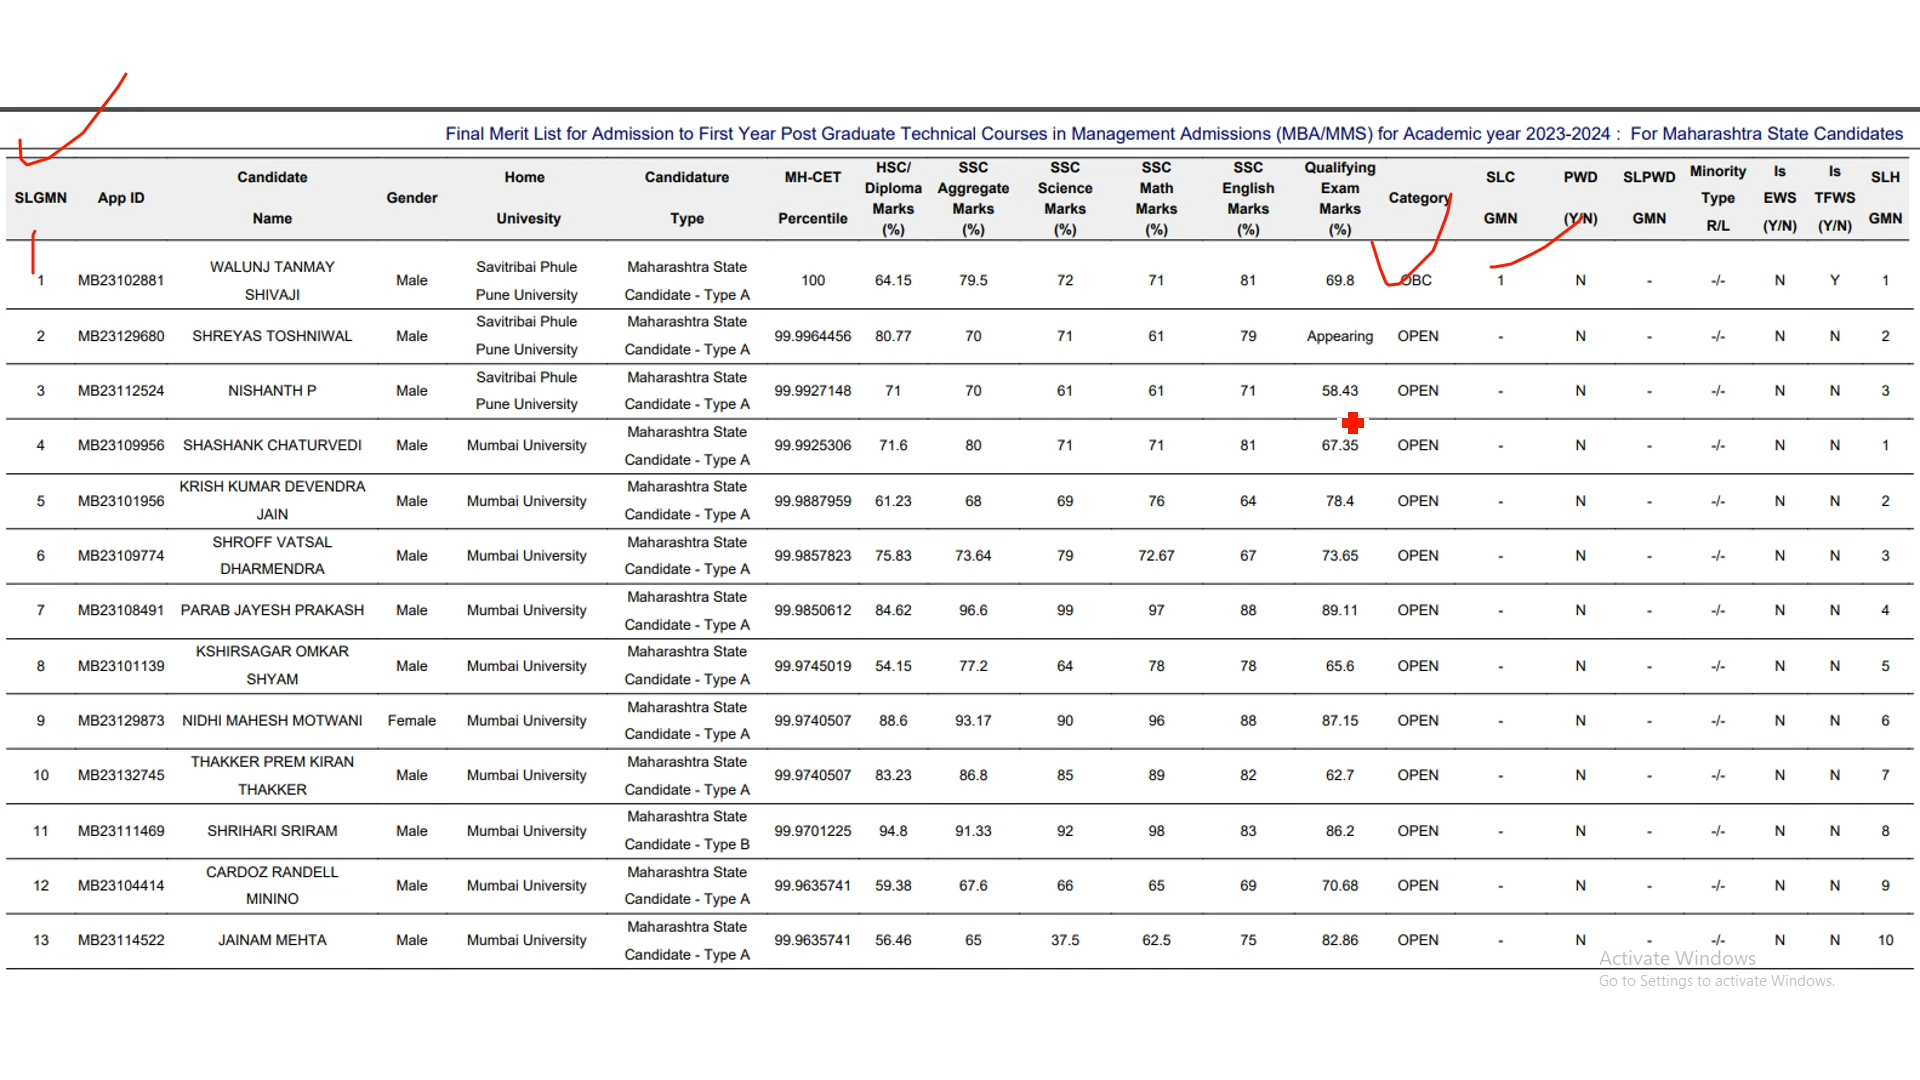 Final Merit List for Admission to First Year Post Graduate Technical Courses in Management Admissions (MBA/MMS) for Academic year 2023-2024 : For Maharashtra State Candidates
SLGMN App ID Candidate Name Gender Home Univesity Candidature Type MH-CET Percentile HSC/ Diploma Marks (%) SSC Aggregate Marks (%) SSC Science Marks (%) SSC Math Marks (%) SSC English Marks (%) Qualifying Exam Marks (%) Category SLC GMN PWD (Y/N) SLPWD GMN Minority Type R/L Is EWS (Y/N) Is TFWS (Y/N) SLH GMN
1 MB23102881 WALUNJ TANMAY SHIVAJI Male Savitribai Phule Pune University Maharashtra State Candidate - Type A 100 64.15 79.5 72 71 81 69.8 OBC 1 N - -/- N Y 1
2 MB23129680 SHREYAS TOSHNIWAL Male Savitribai Phule Pune University Maharashtra State Candidate - Type A 99.9964456 80.77 70 71 61 79 Appearing OPEN - N - -/- N N 2
3 MB23112524 NISHANTH P Male Savitribai Phule Pune University Maharashtra State Candidate - Type A 99.9927148 71 70 61 61 71 58.43 OPEN - N - -/- N N 3
4 MB23109956 SHASHANK CHATURVEDI Male Mumbai University Maharashtra State Candidate - Type A 99.9925306 71.6 80 71 71 81 67.35 OPEN - N - -/- N N 1
5 MB23101956 KRISH KUMAR DEVENDRA JAIN Male Mumbai University Maharashtra State Candidate - Type A 99.9887959 61.23 68 69 76 64 78.4 OPEN - N - -/- N N 2
6 MB23109774 SHROFF VATSAL DHARMENDRA Male Mumbai University Maharashtra State Candidate - Type A 99.9857823 75.83 73.64 79 72.67 67 73.65 OPEN - N - -/- N N 3
7 MB23108491 PARAB JAYESH PRAKASH Male Mumbai University Maharashtra State Candidate - Type A 99.9850612 84.62 96.6 99 97 88 89.11 OPEN - N - -/- N N 4
8 MB23101139 KSHIRSAGAR OMKAR SHYAM Male Mumbai University Maharashtra State Candidate - Type A 99.9745019 54.15 77.2 64 78 78 65.6 OPEN - N - -/- N N 5
9 MB23129873 NIDHI MAHESH MOTWANI Female Mumbai University Maharashtra State Candidate - Type A 99.9740507 88.6 93.17 90 96 88 87.15 OPEN - N - -/- N N 6
10 MB23132745 THAKKER PREM KIRAN THAKKER Male Mumbai University Maharashtra State Candidate - Type A 99.9740507 83.23 86.8 85 89 82 62.7 OPEN - N - -/- N N 7
11 MB23111469 SHRIHARI SRIRAM Male Mumbai University Maharashtra State Candidate - Type B 99.9701225 94.8 91.33 92 98 83 86.2 OPEN - N - -/- N N 8
12 MB23104414 CARDOZ RANDELL MININO Male Mumbai University Maharashtra State Candidate - Type A 99.9635741 59.38 67.6 66 65 69 70.68 OPEN - N - -/- N N 9
13 MB23114522 JAINAM MEHTA Male Mumbai University Maharashtra State Candidate - Type A 99.9635741 56.46 65 37.5 62.5 75 82.86 OPEN - N - -/- N N 10
Activate Windows
Go to Settings to activate Windows.